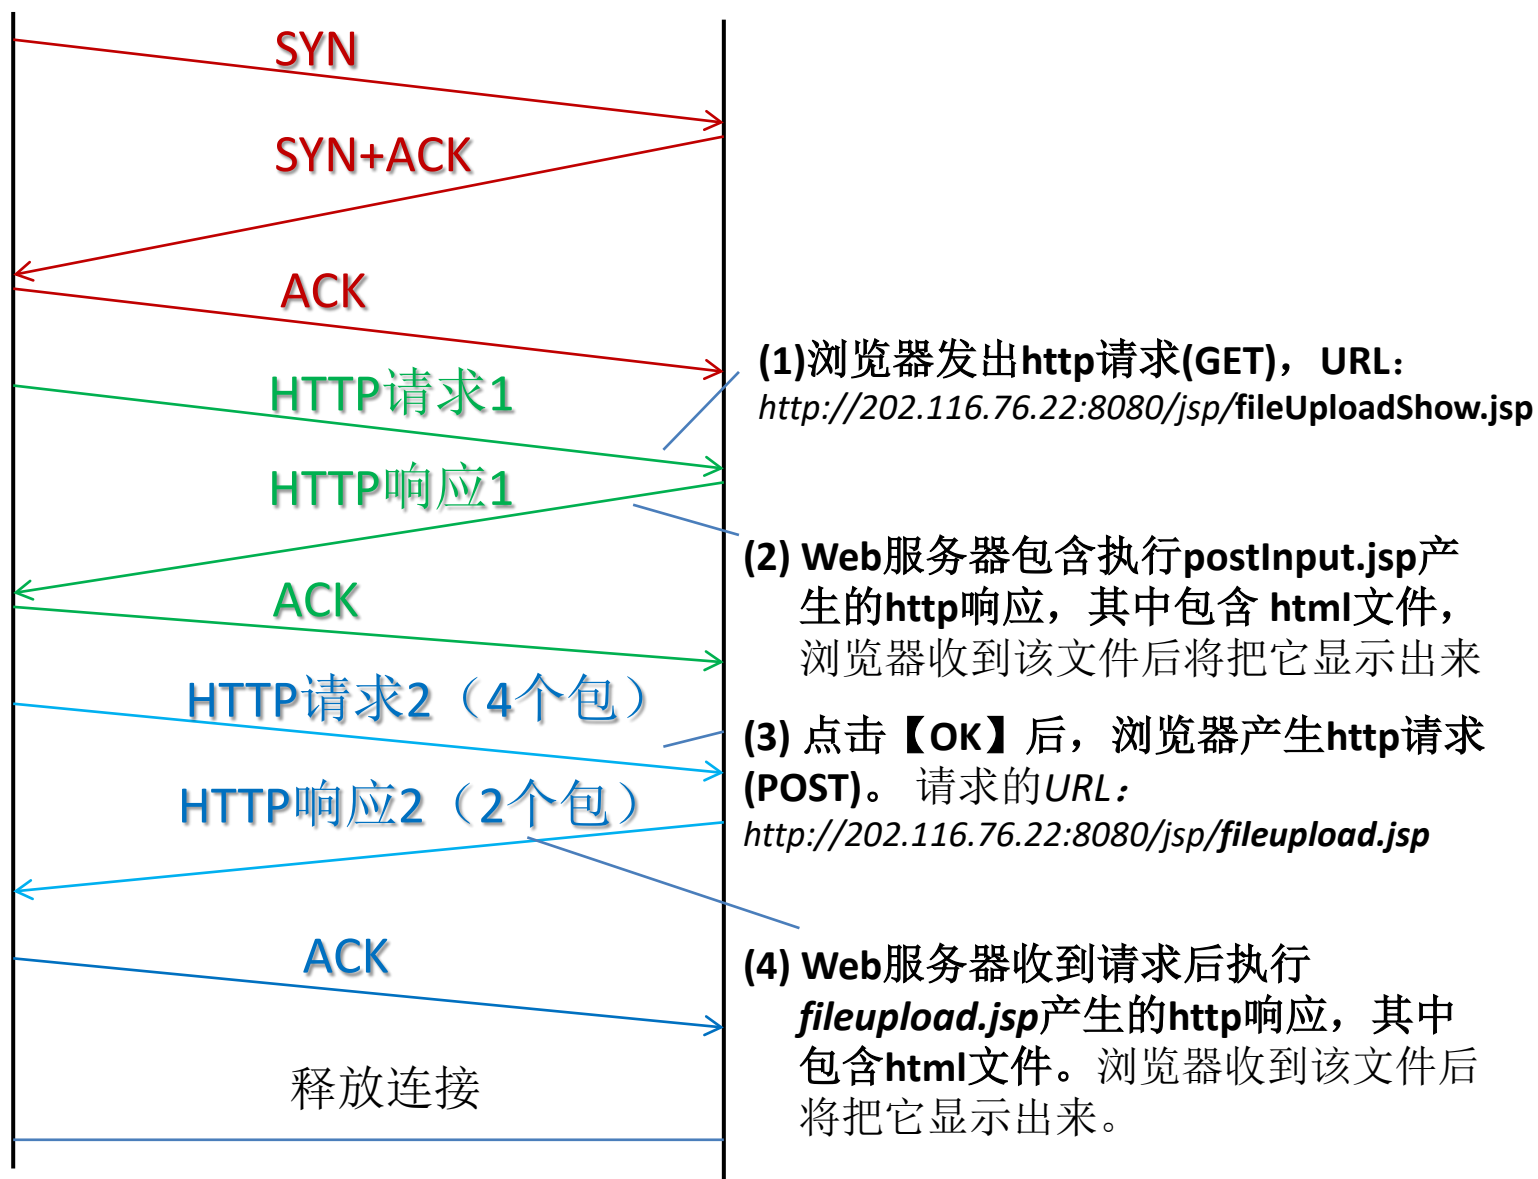 SYN
SYN+ACK
ACK
HTTP请求1
HTTP响应1
ACK
HTTP请求2（4个包）
HTTP响应2（2个包）
ACK
释放连接
(1)浏览器发出http请求(GET)，URL：
http://202.116.76.22:8080/jsp/fileUploadShow.jsp
(2) Web服务器包含执行postInput.jsp产
生的http响应，其中包含 html文件，
浏览器收到该文件后将把它显示出来
(3) 点击【OK】后，浏览器产生http请求
(POST)。 请求的URL：
http://202.116.76.22:8080/jsp/fileupload.jsp
(4) Web服务器收到请求后执行
fileupload.jsp产生的http响应，其中
包含html文件。浏览器收到该文件后
将把它显示出来。